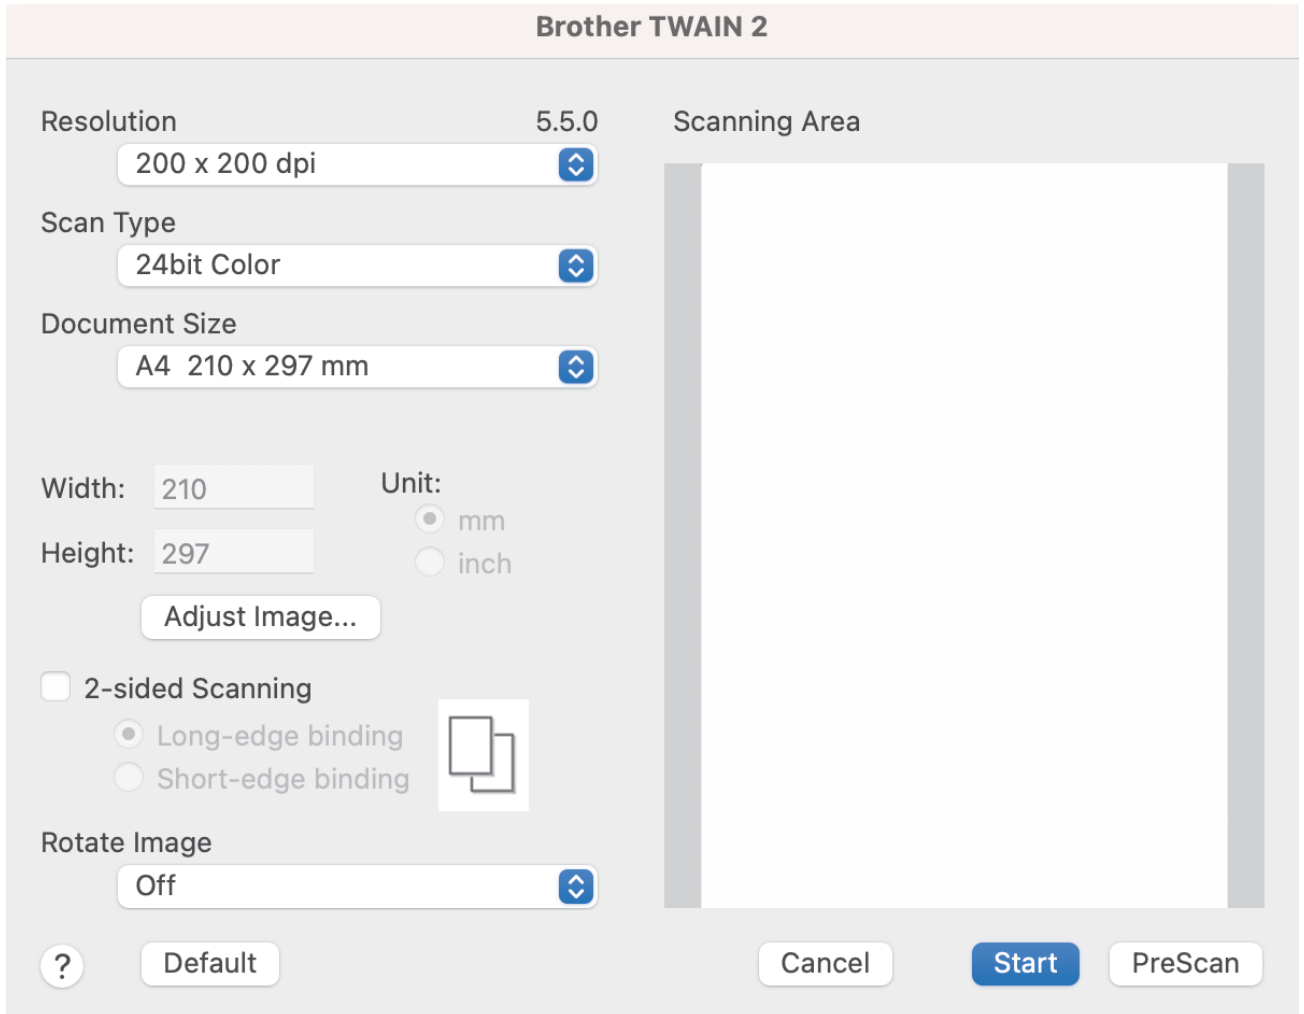 Brother TWAIN 2
Resolution 5.5.0
200 x 200 dpi
Scan Type
24bit Color
Document Size
A4 210 x 297 mm
Width: 210
Height: 297
Unit:
mm
inch
Adjust Image...
2-sided Scanning
Long-edge binding
Short-edge binding
Rotate Image
Off
? Default
Scanning Area
Cancel Start PreScan